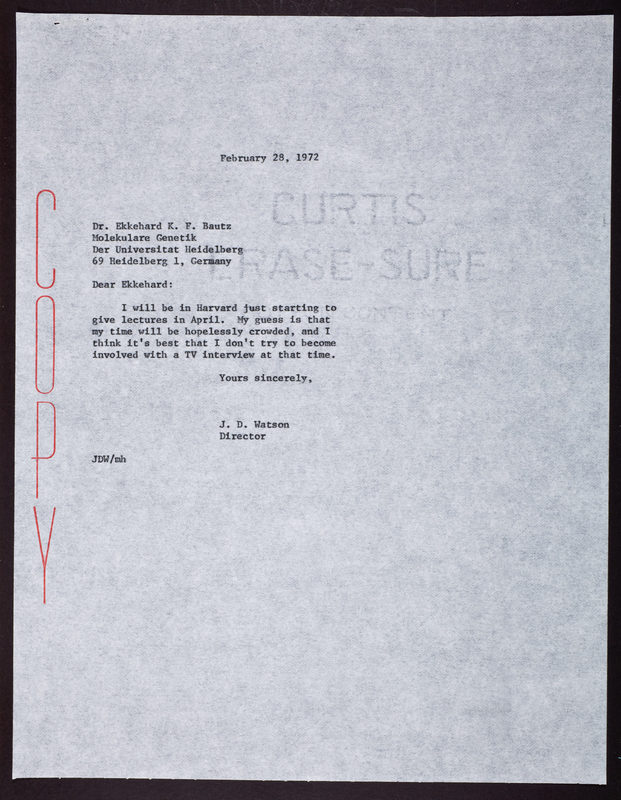 February 28, 1972
CURTIS
ERASE-SURE
CONTENT
COPY
Dr. Ekkehard K. F. Bautz
Molekulare Genetik
Der Universitat Heidelberg
69 Heidelberg 1, Germany
Dear Ekkehard:
I will be in Harvard just starting to
give lectures in April. My guess is that
my time will be hopelessly crowded, and I
think it's best that I don't try to become
involved with a TV interview at that time.
Yours sincerely,
J. D. Watson
Director
JDW/mh